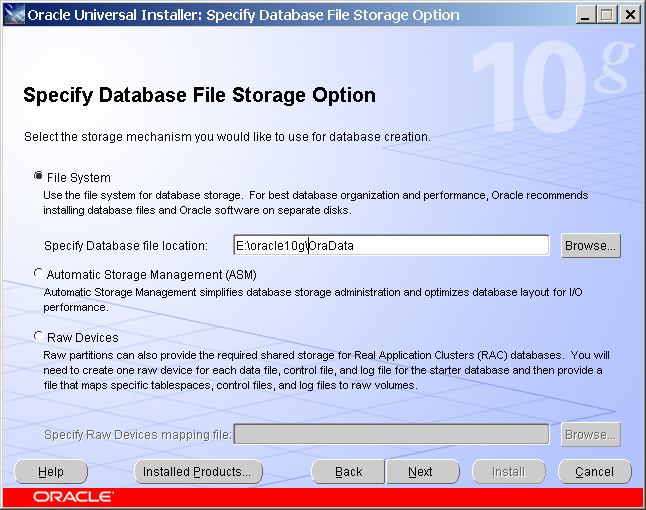 Oracle Universal Installer: Specify Database File Storage Option
10g
Specify Database File Storage Option
Select the storage mechanism you would like to use for database creation.
File System
Use the file system for database storage. For best database organization and performance, Oracle recommends
installing database files and Oracle software on separate disks.
Specify Database file location: E:\oracle10g\OraData Browse...
Automatic Storage Management (ASM)
Automatic Storage Management simplifies database storage administration and optimizes database layout for I/O
performance.
Raw Devices
Raw partitions can also provide the required shared storage for Real Application Clusters (RAC) databases. You will
need to create one raw device for each data file, control file, and log file for the starter database and then provide a
file that maps specific tablespaces, control files, and log files to raw volumes.
Specify Raw Devices mapping file: Browse...
Help Installed Products... Back Next Install Cancel
ORACLE